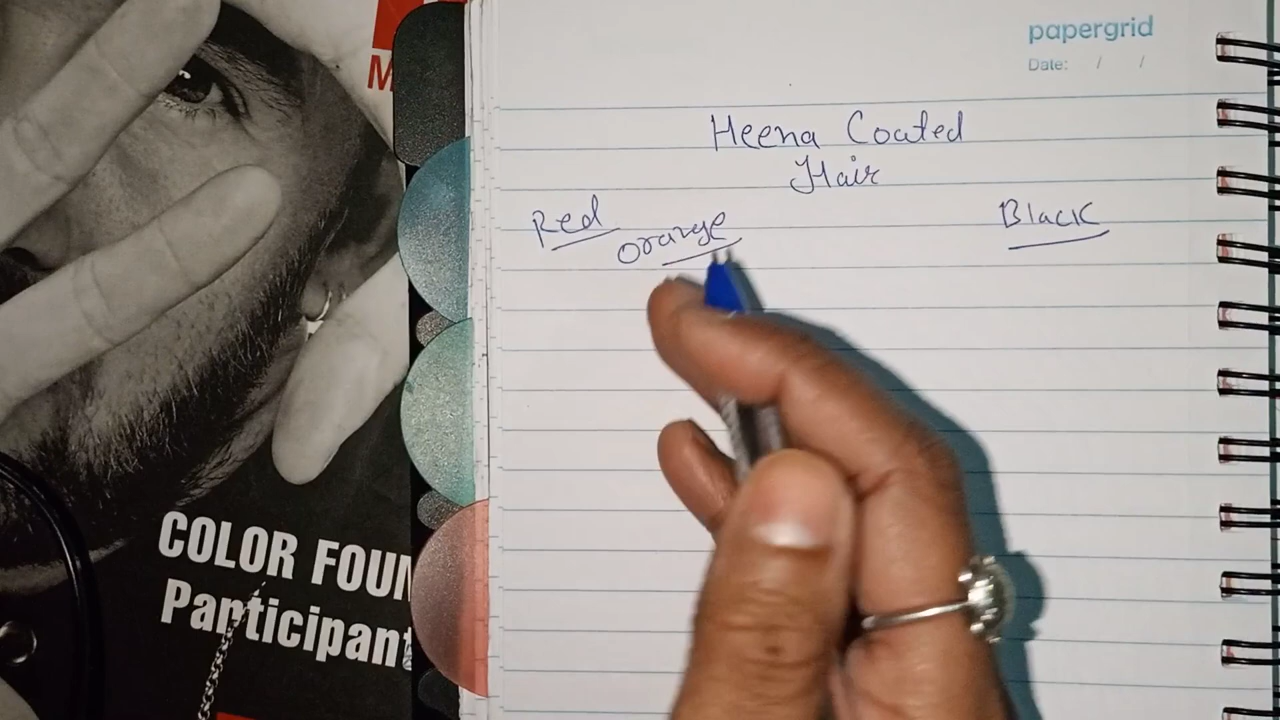 M
COLOR FOUN
Participant
papergrid
Date: / /
Heena Coated
Hair
Red orange Black